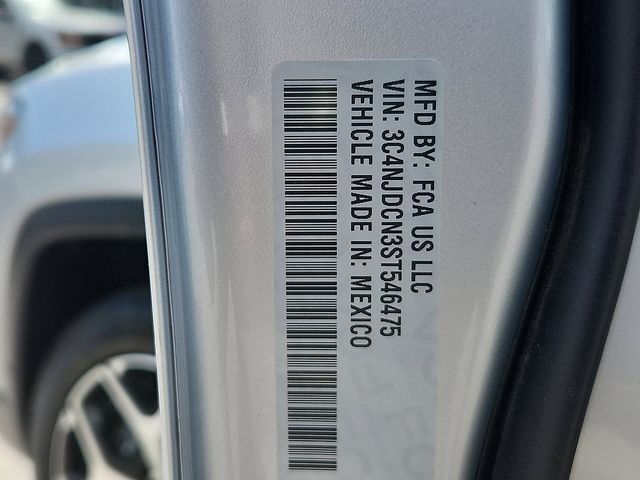 MFD BY: FCA US LLC
VIN: 3C4NJDCN3ST546475
VEHICLE MADE IN: MEXICO